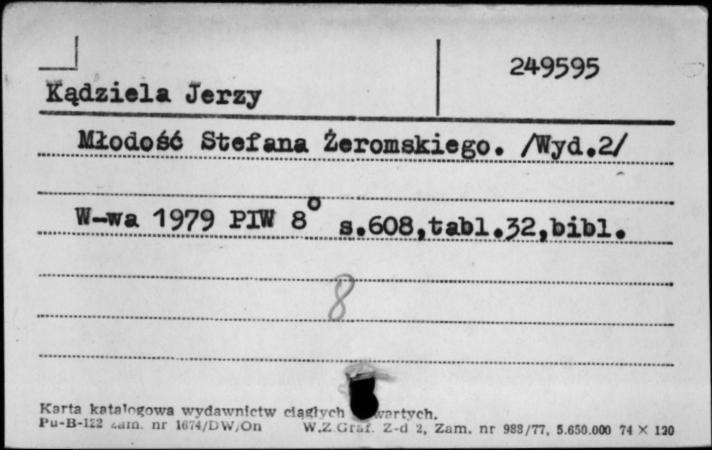 249595
Kądziela Jerzy
Młodość Stefana Żeromskiego. /Wyd.2/
W-wa 1979 PIW 8° s.608,tabl.32,bibl.
8
Karta katalogowa wydawnictw ciągłych wartych.
Pu-B-122 zam. nr 1674/DW/On W.Z.Graf. Z-d 2, Zam. nr 988/77, 5.650.000 74 × 120